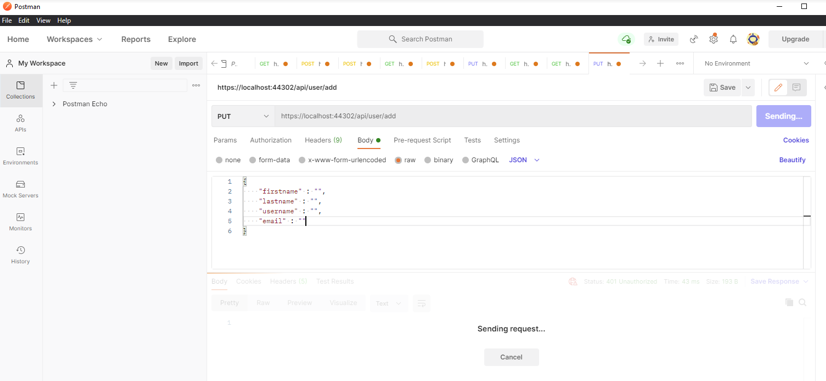 Postman
File Edit View Help
Home Workspaces Reports Explore Search Postman Invite Upgrade
My Workspace New Import P. GET h. POST h POST h. GET h. POST h PUT h. GET h. GET h. PUT h. No Environment
Collections
Postman Echo
APIs
Environments
Mock Servers
Monitors
History
https://localhost:44302/api/user/add Save
PUT https://localhost:44302/api/user/add Sending...
Params Authorization Headers (9) Body Pre-request Script Tests Settings Cookies
none form-data x-www-form-urlencoded raw binary GraphQL JSON Beautify
1 {
2 "firstname" : "",
3 "lastname" : "",
4 "username" : "",
5 "email" : ""
6 }
Body Cookies Headers (5) Test Results Status: 401 Unauthorized Time: 43 ms Save Response
Pretty Raw Preview Visualize Text
1
Sending request...
Cancel